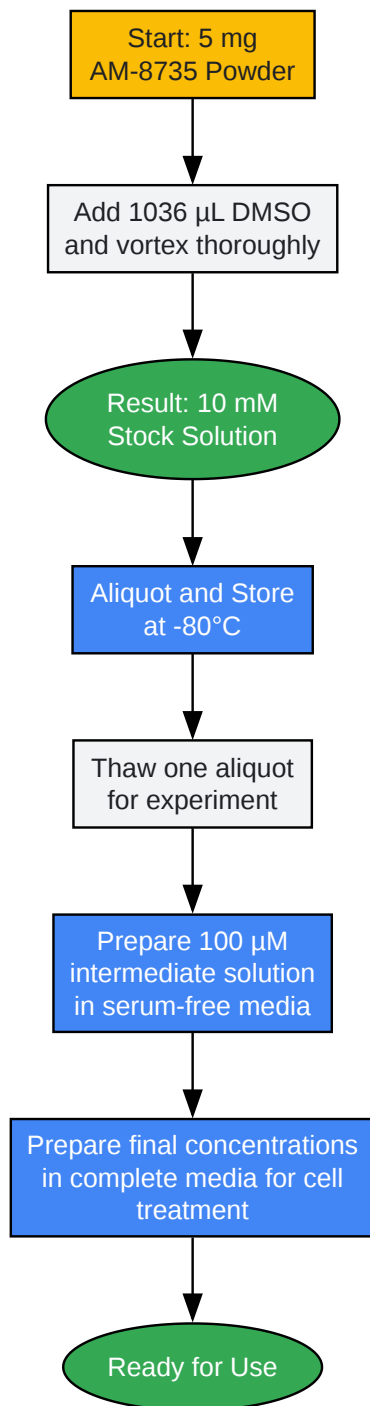 Start: 5 mg
AM-8735 Powder
Add 1036 µL DMSO
and vortex thoroughly
Result: 10 mM
Stock Solution
Aliquot and Store
at -80°C
Thaw one aliquot
for experiment
Prepare 100 µM
intermediate solution
in serum-free media
Prepare final concentrations
in complete media for cell
treatment
Ready for Use